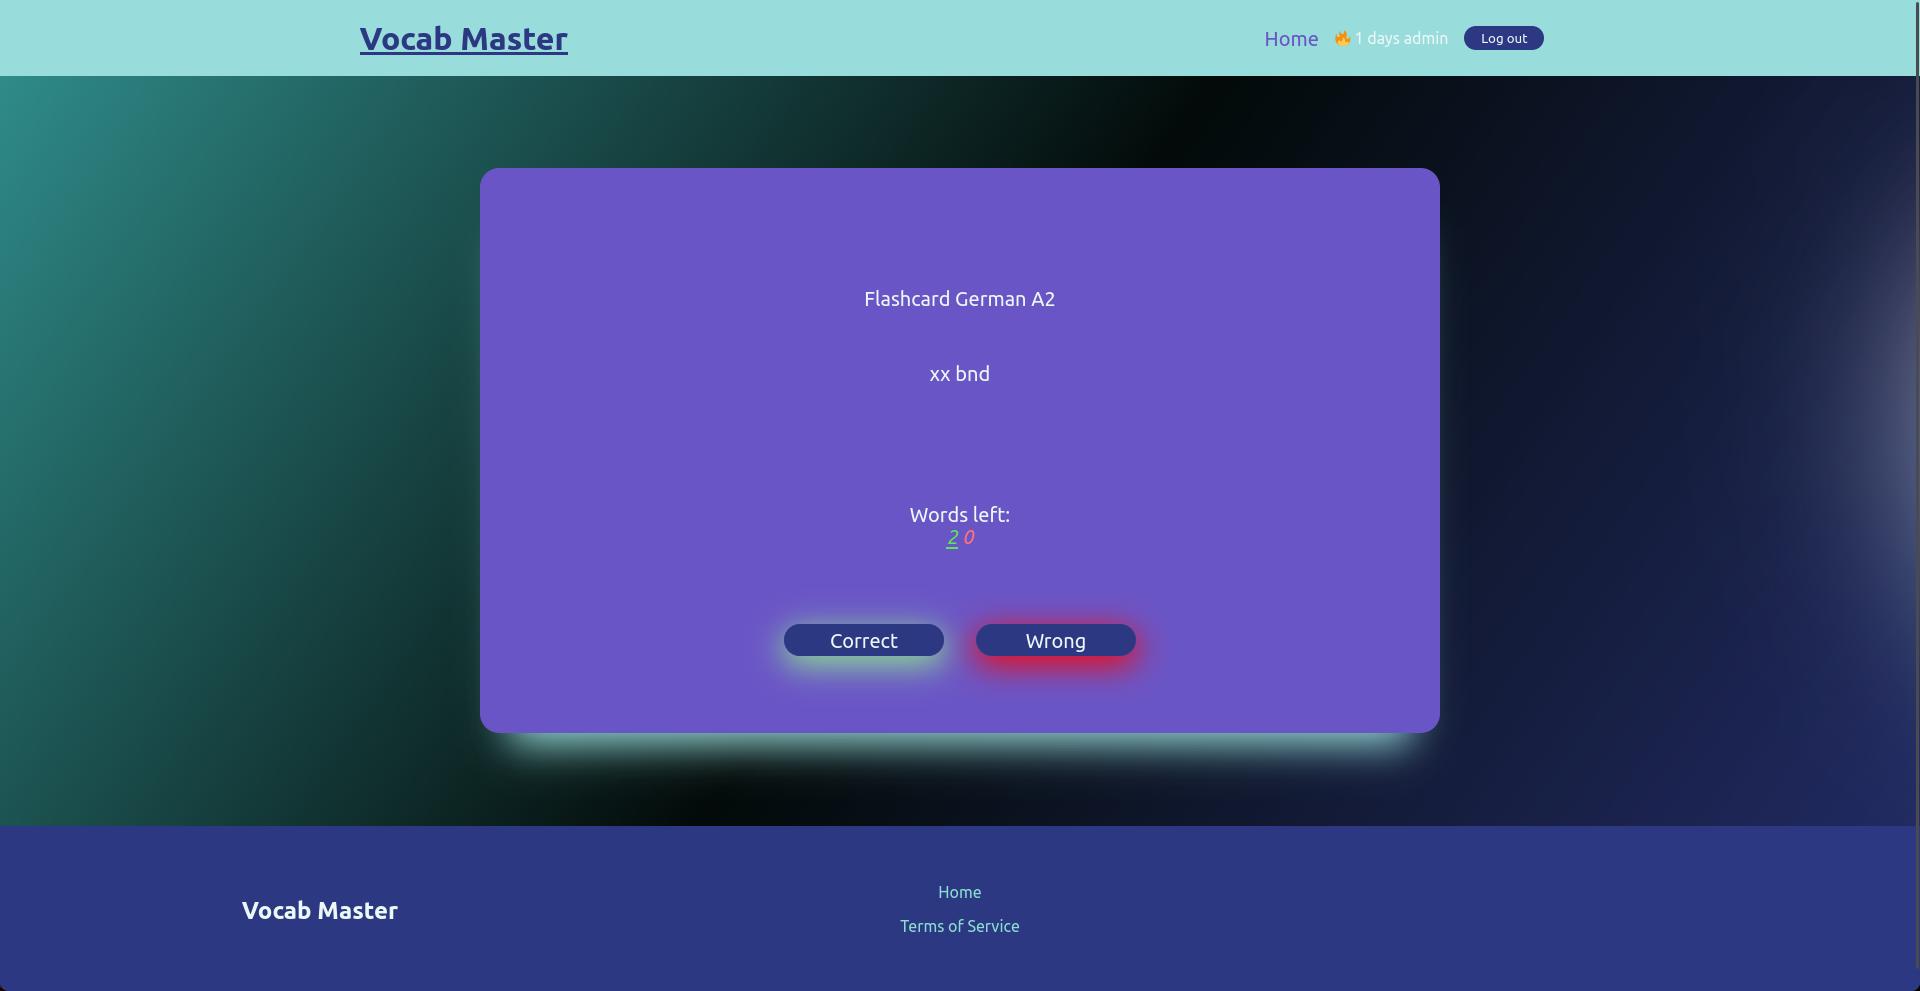 Vocab Master
Home 🔥 1 days admin Log out
Flashcard German A2
xx bnd
Words left:
2 0
Correct Wrong
Vocab Master
Home
Terms of Service